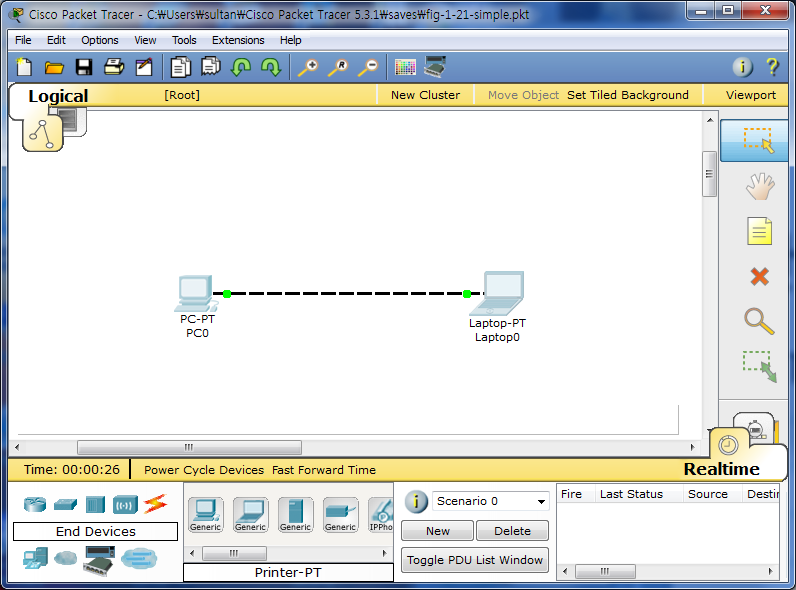 Cisco Packet Tracer - C:₩Users₩sultan₩Cisco Packet Tracer 5.3.1₩saves₩fig-1-21-simple.pkt
File Edit Options View Tools Extensions Help
Logical [Root] New Cluster Move Object Set Tiled Background Viewport
PC-PT
PC0
Laptop-PT
Laptop0
Time: 00:00:26 Power Cycle Devices Fast Forward Time Realtime
End Devices
Generic Generic Generic Generic IPPho
Printer-PT
Scenario 0
New Delete
Toggle PDU List Window
Fire Last Status Source Destin